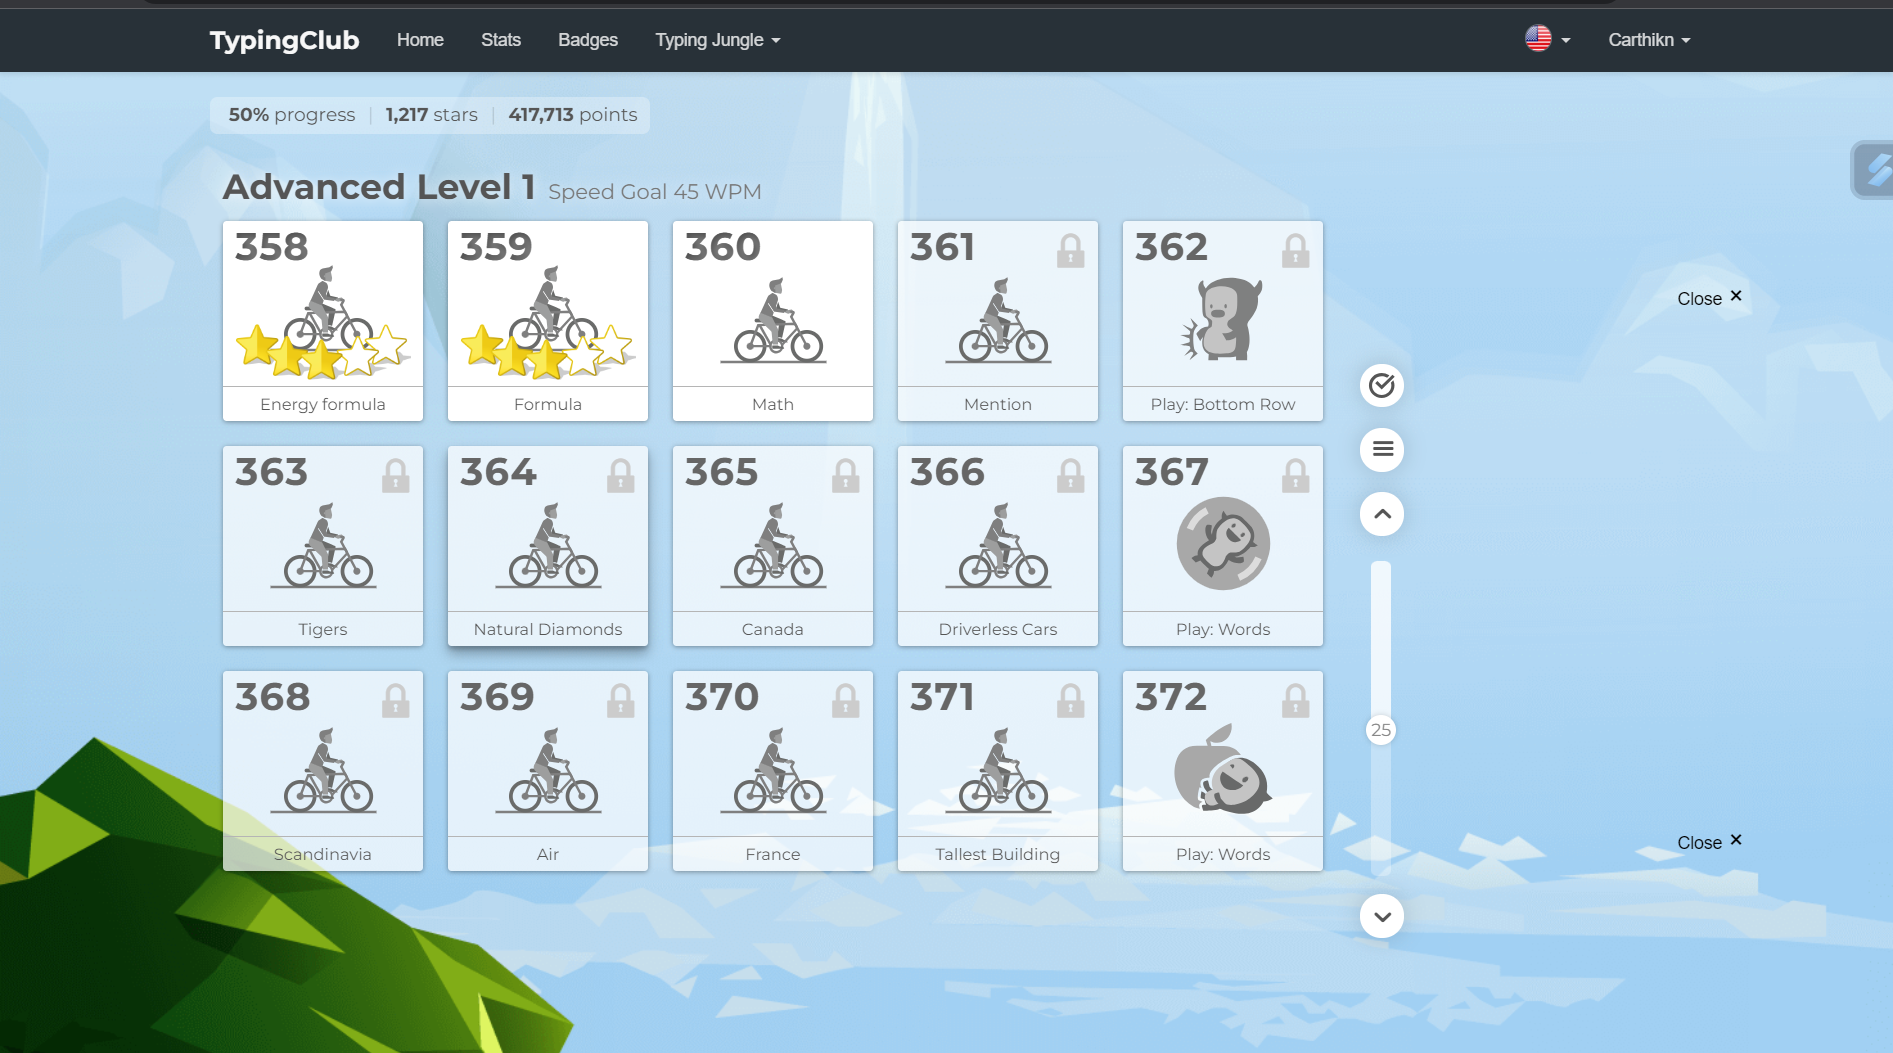 TypingClub Home Stats Badges Typing Jungle Carthikn
50% progress 1,217 stars 417,713 points
Advanced Level 1 Speed Goal 45 WPM
358 359 360 361 362
Energy formula Formula Math Mention Play: Bottom Row
Close ×
363 364 365 366 367
Tigers Natural Diamonds Canada Driverless Cars Play: Words
368 369 370 371 372
25
Scandinavia Air France Tallest Building Play: Words
Close ×